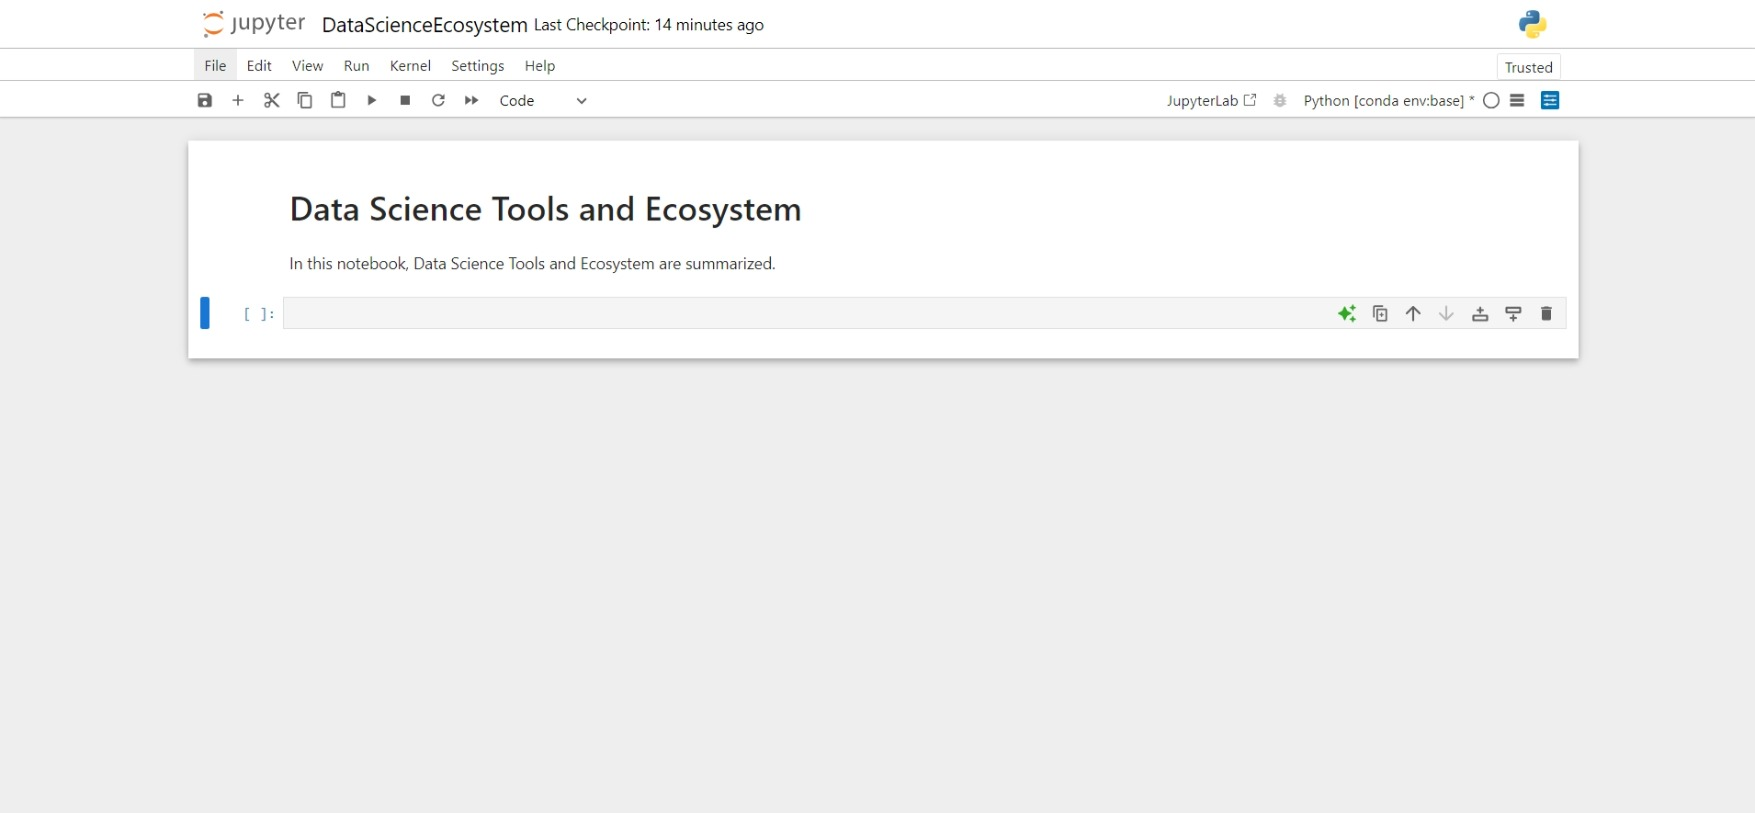 jupyter DataScienceEcosystem Last Checkpoint: 14 minutes ago
File Edit View Run Kernel Settings Help Trusted
Code JupyterLab Python [conda env:base] *
Data Science Tools and Ecosystem
In this notebook, Data Science Tools and Ecosystem are summarized.
[ ]: